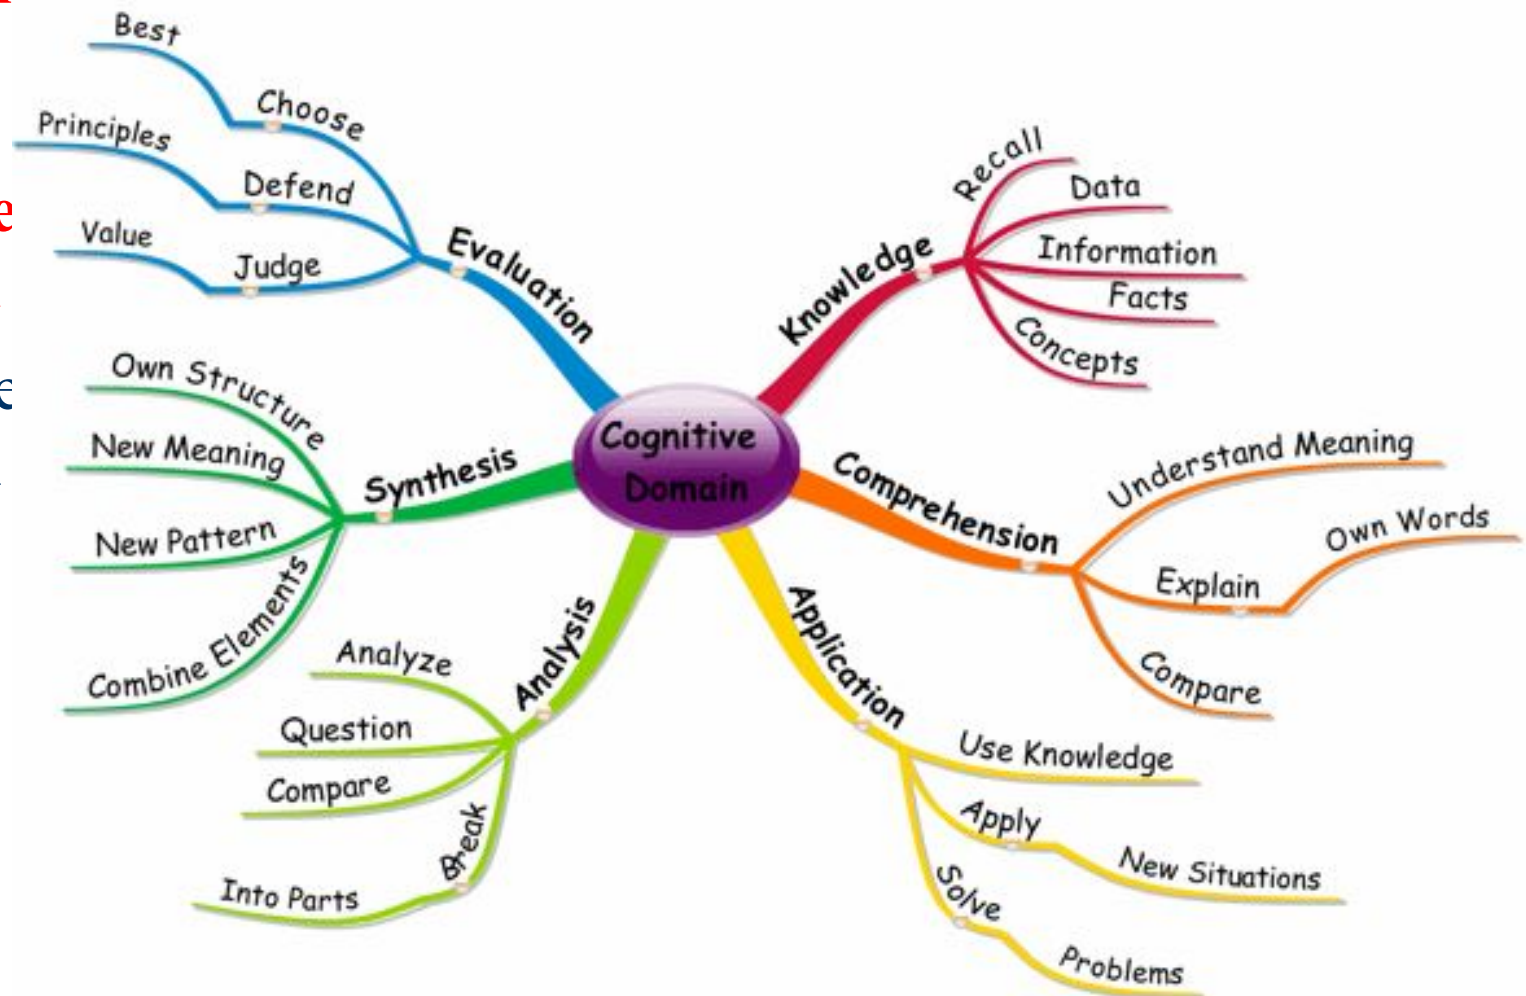 Cognitive
Domain
Knowledge
Recall
Data
Information
Facts
Concepts
Comprehension
Understand Meaning
Explain
Own Words
Compare
Application
Use Knowledge
Apply
New Situations
Solve
Problems
Analysis
Analyze
Question
Compare
Break
Into Parts
Synthesis
Own Structure
New Meaning
New Pattern
Combine Elements
Evaluation
Choose
Best
Defend
Principles
Judge
Value